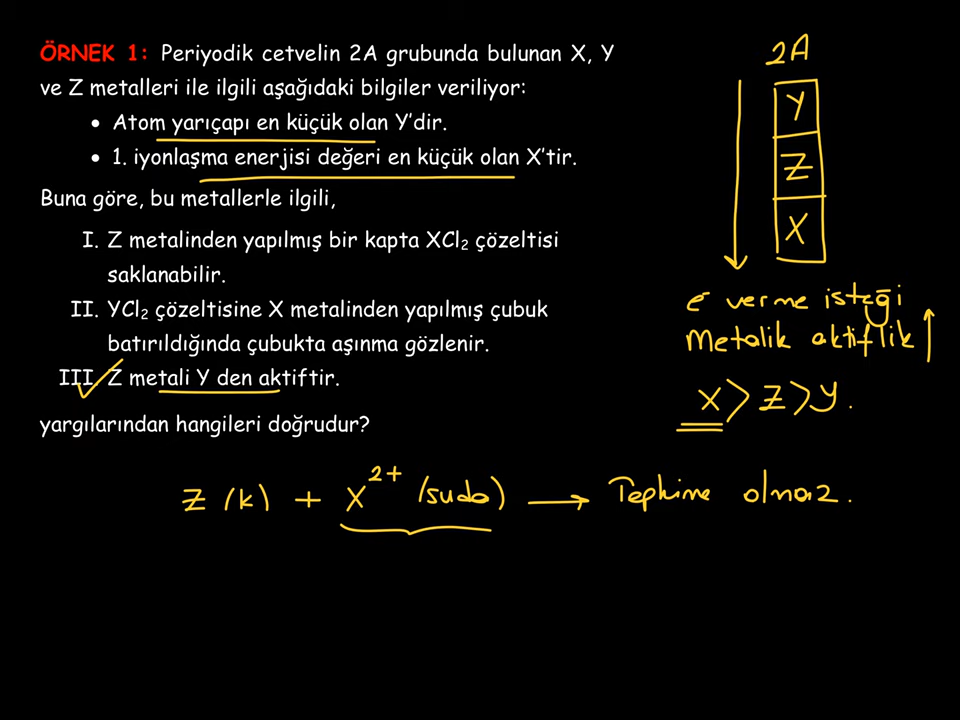 ÖRNEK 1: Periyodik cetvelin 2A grubunda bulunan X, Y
ve Z metalleri ile ilgili aşağıdaki bilgiler veriliyor:
• Atom yarıçapı en küçük olan Y'dir.
• 1. iyonlaşma enerjisi değeri en küçük olan X'tir.
Buna göre, bu metallerle ilgili,
I. Z metalinden yapılmış bir kapta XCl₂ çözeltisi
saklanabilir.
II. YCl₂ çözeltisine X metalinden yapılmış çubuk
batırıldığında çubukta aşınma gözlenir.
III. Z metali Y den aktiftir.
yargılarından hangileri doğrudur?
2A
Y
Z
X
e⁻ verme isteği
Metalik aktiflik ↑
X > Z > Y.
Z (k) + X²⁺ (suda) → Tepkime olmaz.